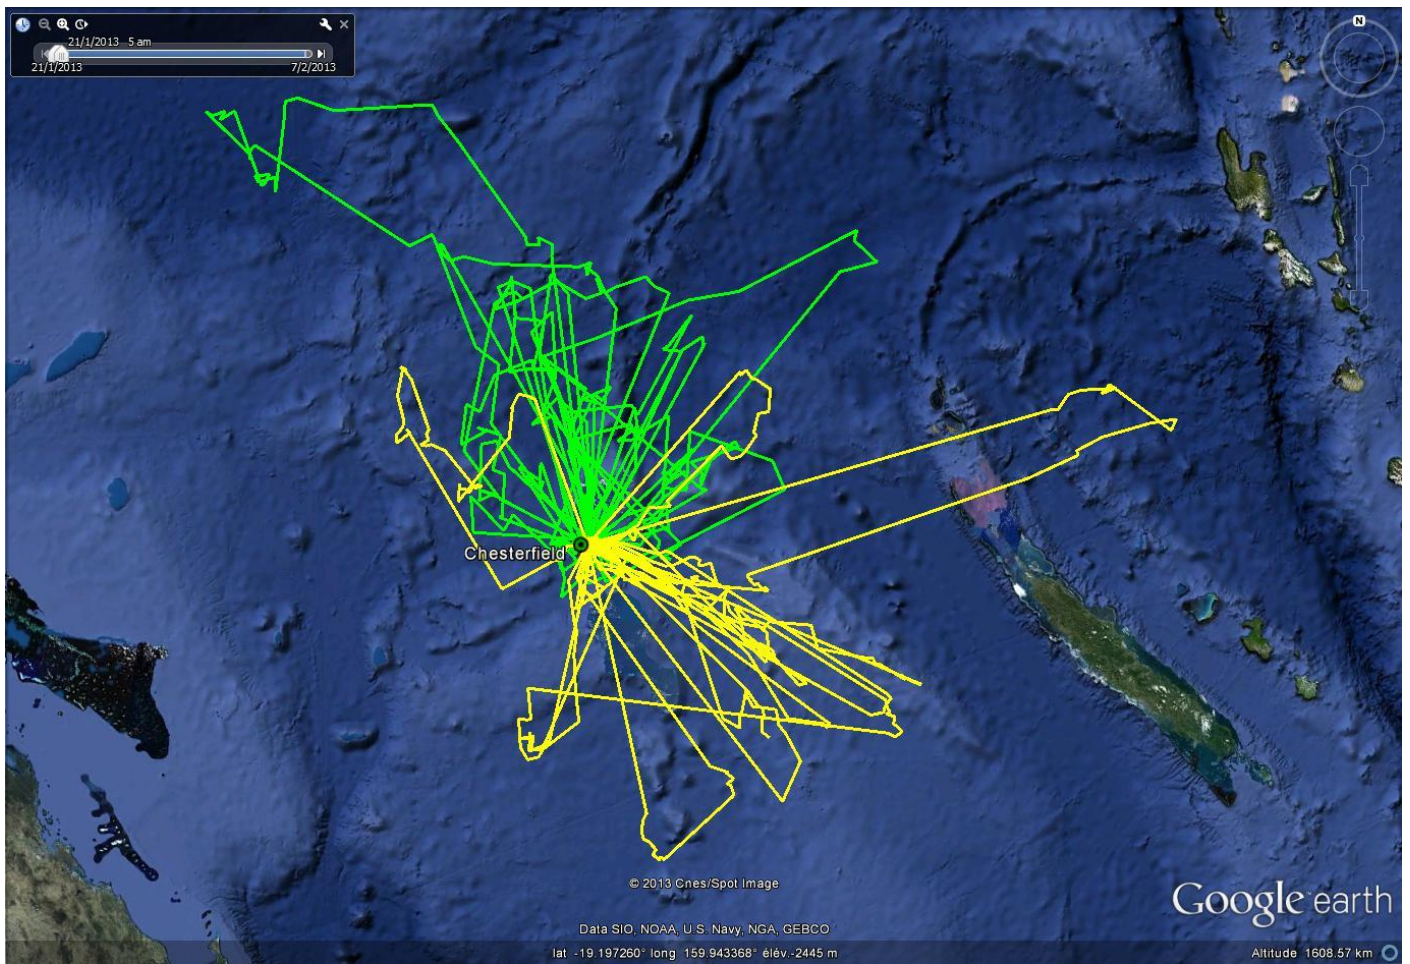 21/1/2013 5 am
21/1/2013 7/2/2013
N
Chesterfield
© 2013 Cnes/Spot Image
Google earth
Data SIO, NOAA, U.S. Navy, NGA, GEBCO
lat -19.197260° long 159.943368° élév.-2445 m Altitude 1608.57 km